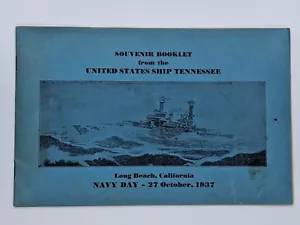 SOUVENIR BOOKLET
from the
UNITED STATES SHIP TENNESSEE
Long Beach, California
NAVY DAY - 27 October, 1937